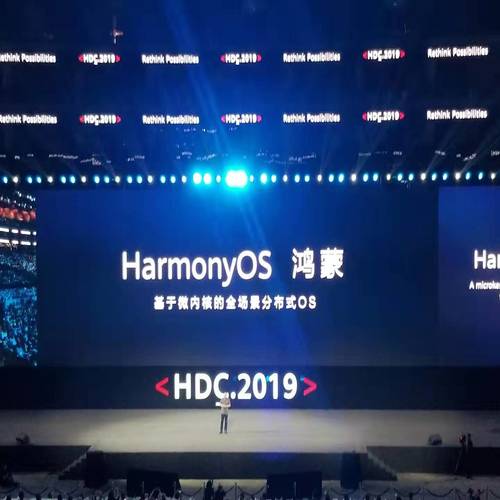 Rethink Possibilities <HDC.2019> Rethink Possibilities <HDC.2019> Rethink Possibilities <HDC.2019> Rethink Possibilities
Rethink Possibilities <HDC.2019> Rethink Possibilities <HDC.2019> Rethink Possibilities <HDC.2019> Rethink Possibilities
HarmonyOS 鸿蒙
基于微内核的全场景分布式OS
Har
A microke
<HDC.2019>